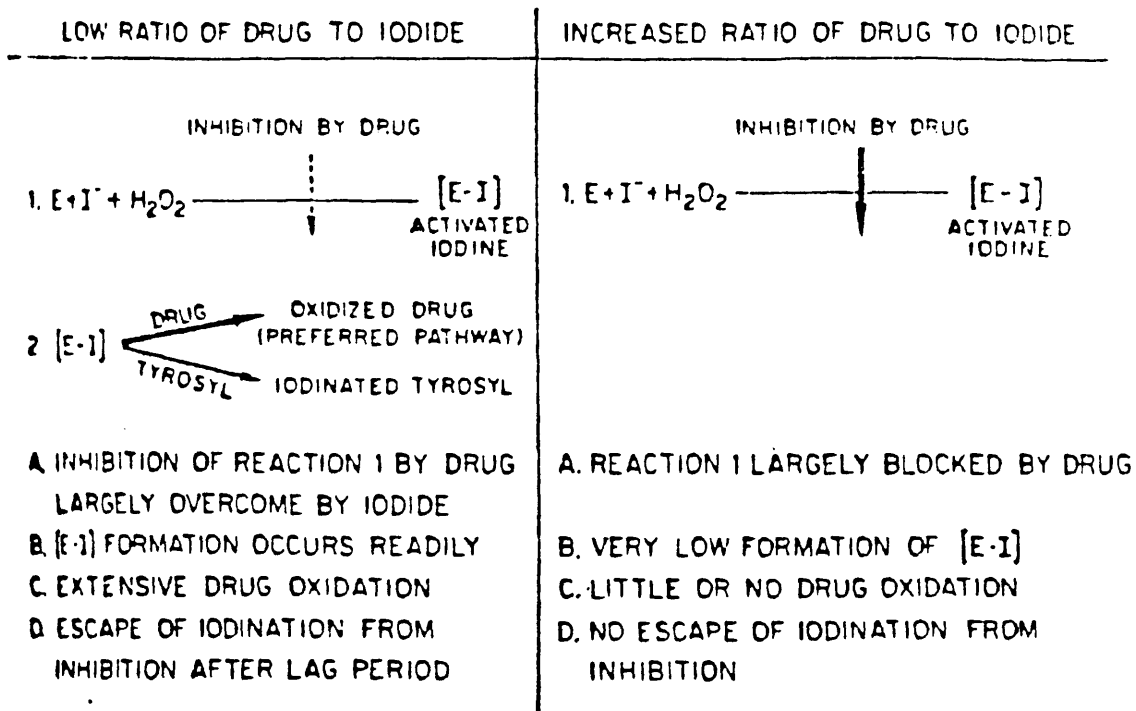 LOW RATIO OF DRUG TO IODIDE
INHIBITION BY DRUG
1. E+I⁻ + H₂O₂ [E-I]
ACTIVATED
IODINE
2 [E·I] DRUG OXIDIZED DRUG
(PREFERRED PATHWAY)
TYROSYL IODINATED TYROSYL
A. INHIBITION OF REACTION 1 BY DRUG
LARGELY OVERCOME BY IODIDE
B. [E·I] FORMATION OCCURS READILY
C. EXTENSIVE DRUG OXIDATION
D. ESCAPE OF IODINATION FROM
INHIBITION AFTER LAG PERIOD
INCREASED RATIO OF DRUG TO IODIDE
INHIBITION BY DRUG
1. E+I⁻ + H₂O₂ [E-I]
ACTIVATED
IODINE
A. REACTION 1 LARGELY BLOCKED BY DRUG
B. VERY LOW FORMATION OF [E·I]
C. LITTLE OR NO DRUG OXIDATION
D. NO ESCAPE OF IODINATION FROM
INHIBITION